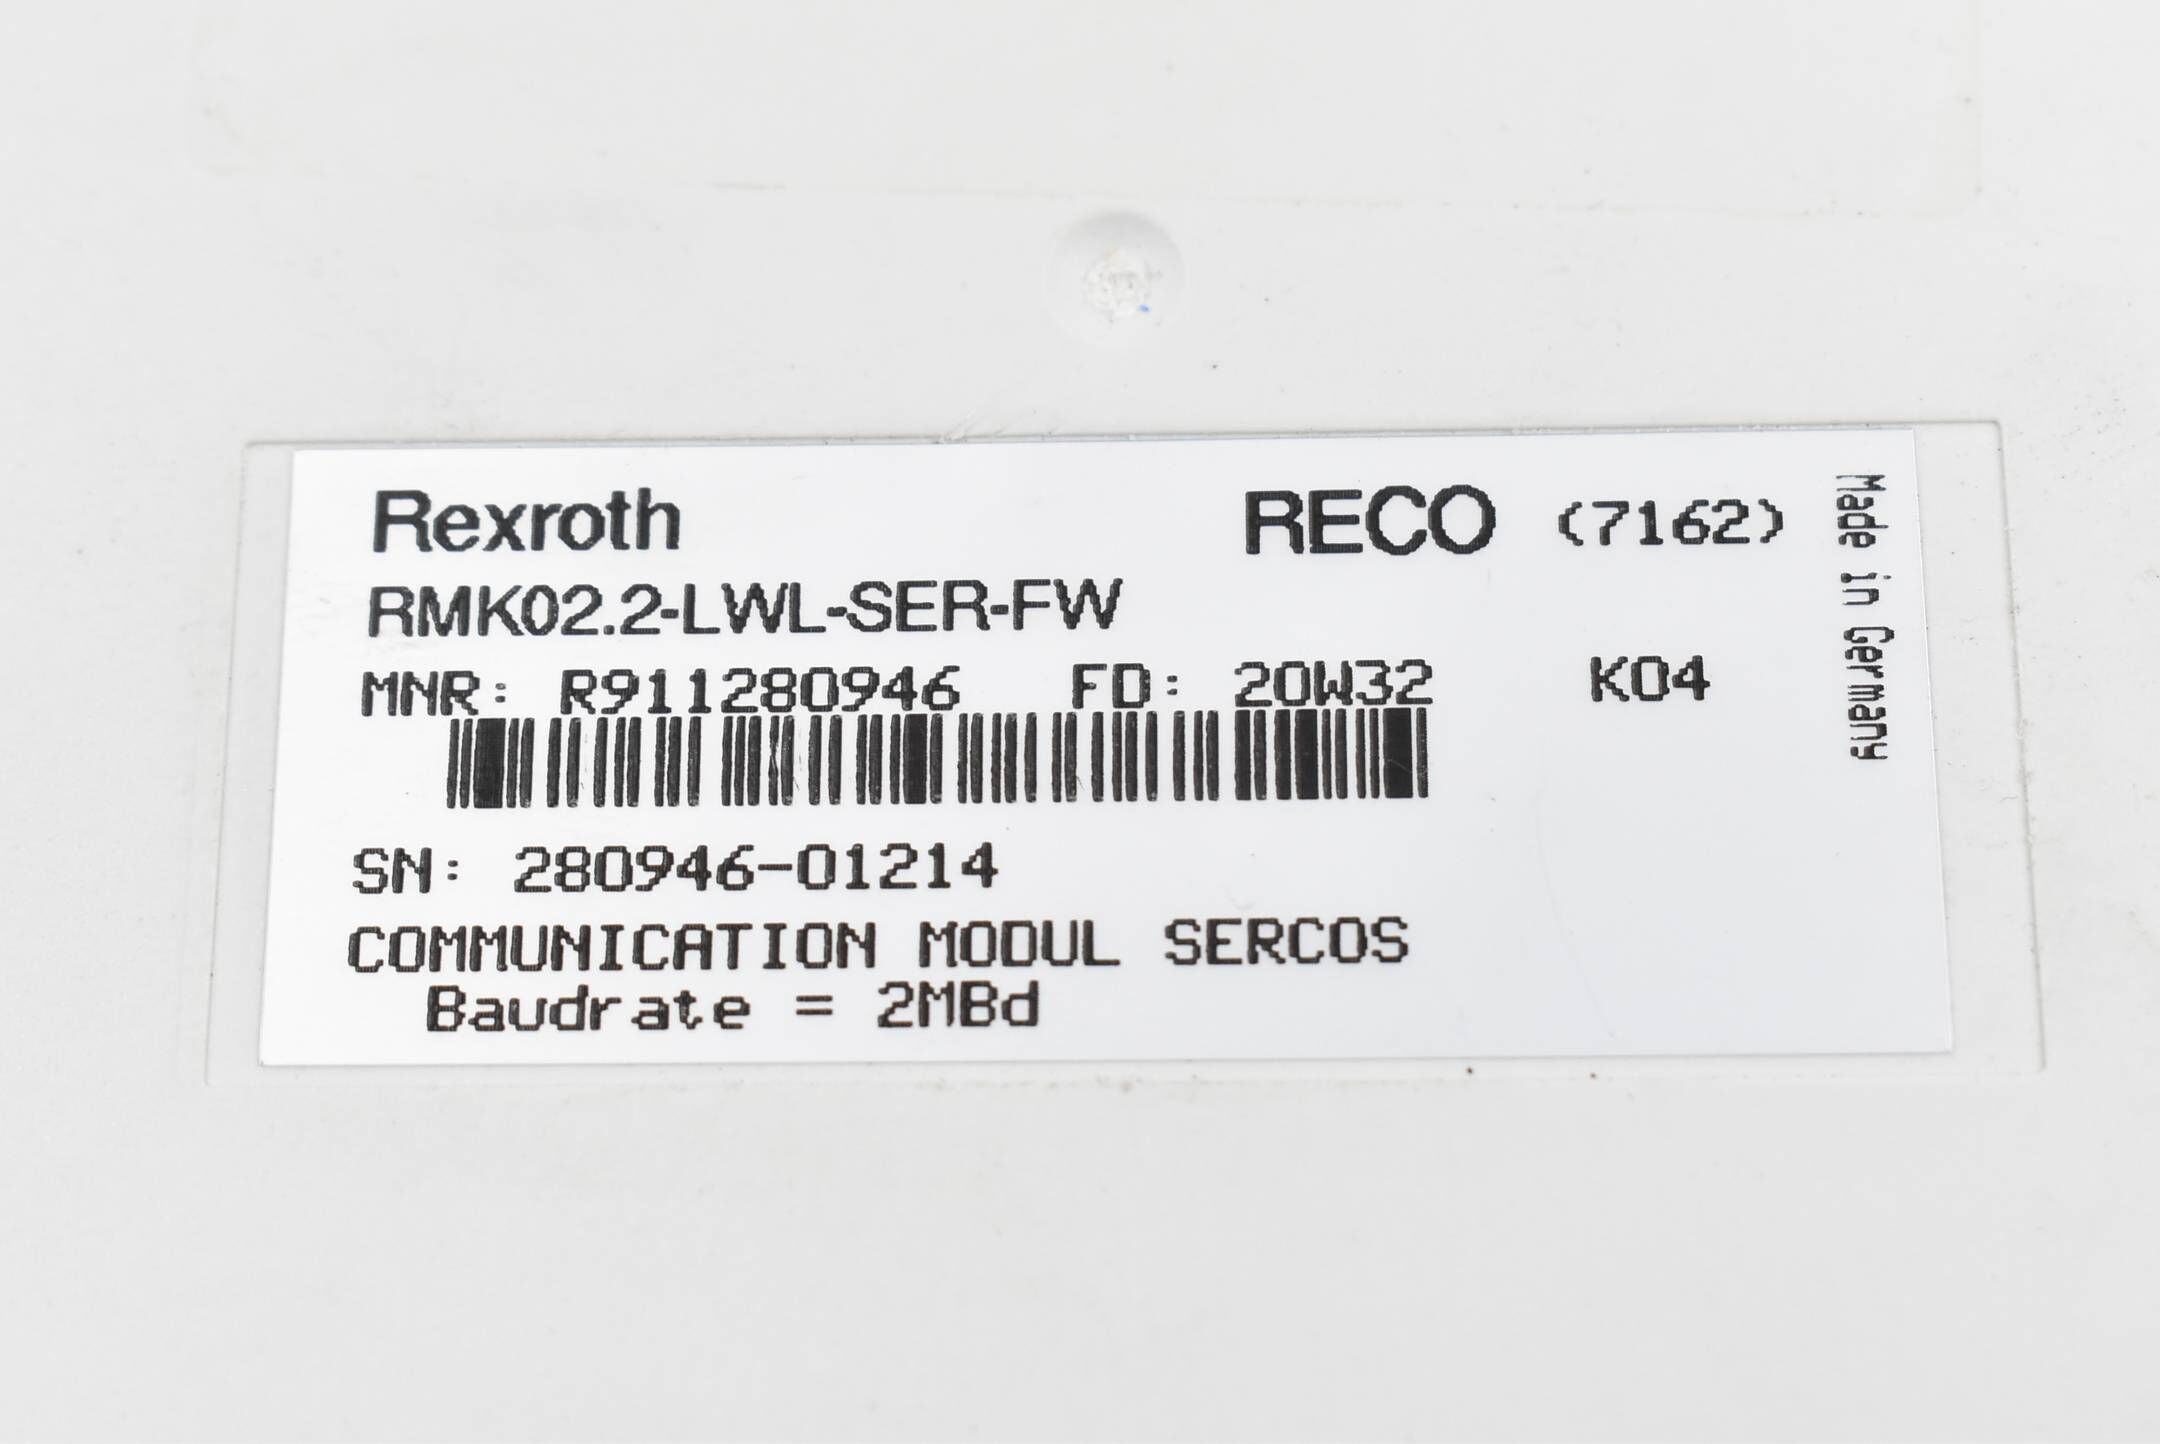 Rexroth RECO (7162)
RMK02.2-LWL-SER-FW
MNR: R911280946 FD: 20W32 K04
SN: 280946-01214
COMMUNICATION MODUL SERCOS
Baudrate = 2MBd
Made in Germany